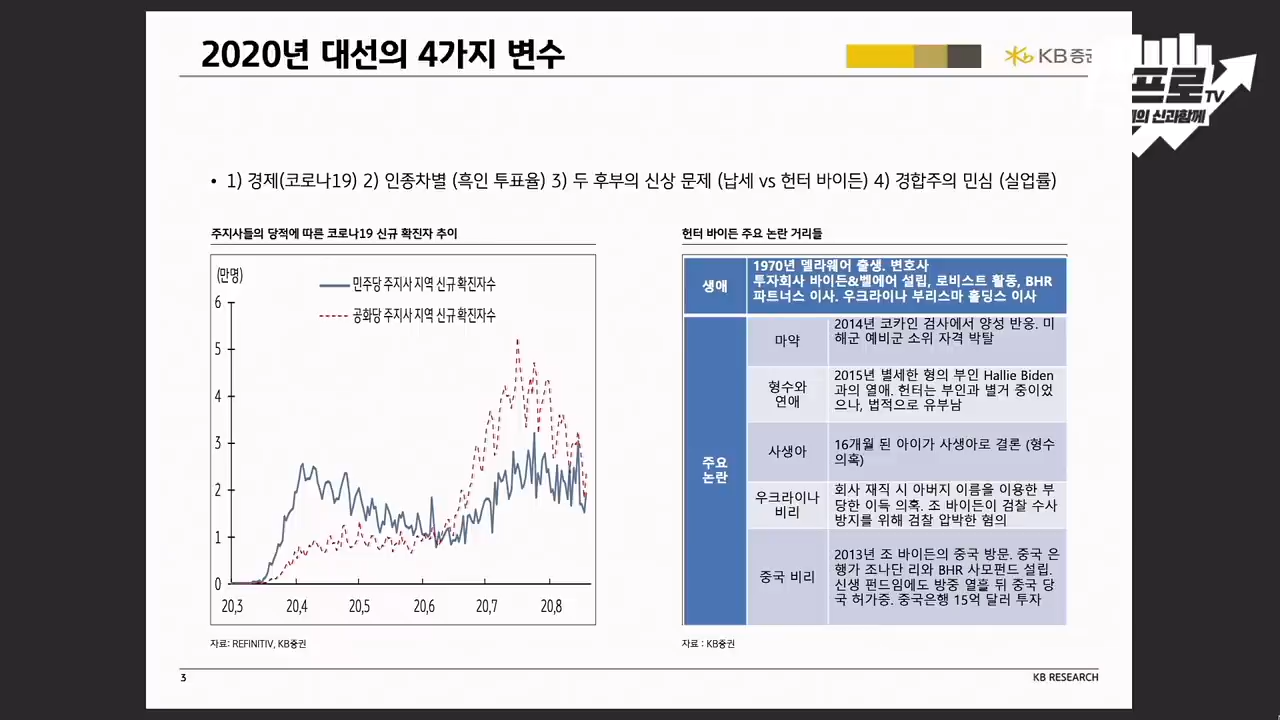 2020년 대선의 4가지 변수
KB증권
프로TV
의 신과함께
• 1) 경제(코로나19) 2) 인종차별 (흑인 투표율) 3) 두 후부의 신상 문제 (납세 vs 헌터 바이든) 4) 경합주의 민심 (실업률)
주지사들의 당적에 따른 코로나19 신규 확진자 추이
(만명)
민주당 주지사 지역 신규 확진자수
공화당 주지사 지역 신규 확진자수
6
5
4
3
2
1
0
20,3 20,4 20,5 20,6 20,7 20,8
자료: REFINITIV, KB증권
헌터 바이든 주요 논란 거리들
생애
1970년 델라웨어 출생. 변호사
투자회사 바이든&벨에어 설립, 로비스트 활동, BHR
파트너스 이사. 우크라이나 부리스마 홀딩스 이사
주요
논란
마약
2014년 코카인 검사에서 양성 반응. 미
해군 예비군 소위 자격 박탈
형수와
연애
2015년 별세한 형의 부인 Hallie Biden
과의 열애. 헌터는 부인과 별거 중이었
으나, 법적으로 유부남
사생아
16개월 된 아이가 사생아로 결론 (형수
의혹)
우크라이나
비리
회사 재직 시 아버지 이름을 이용한 부
당한 이득 의혹. 조 바이든이 검찰 수사
방지를 위해 검찰 압박한 혐의
중국 비리
2013년 조 바이든의 중국 방문. 중국 은
행가 조나단 리와 BHR 사모펀드 설립.
신생 펀드임에도 방중 열흘 뒤 중국 당
국 허가증. 중국은행 15억 달러 투자
자료 : KB증권
3
KB RESEARCH